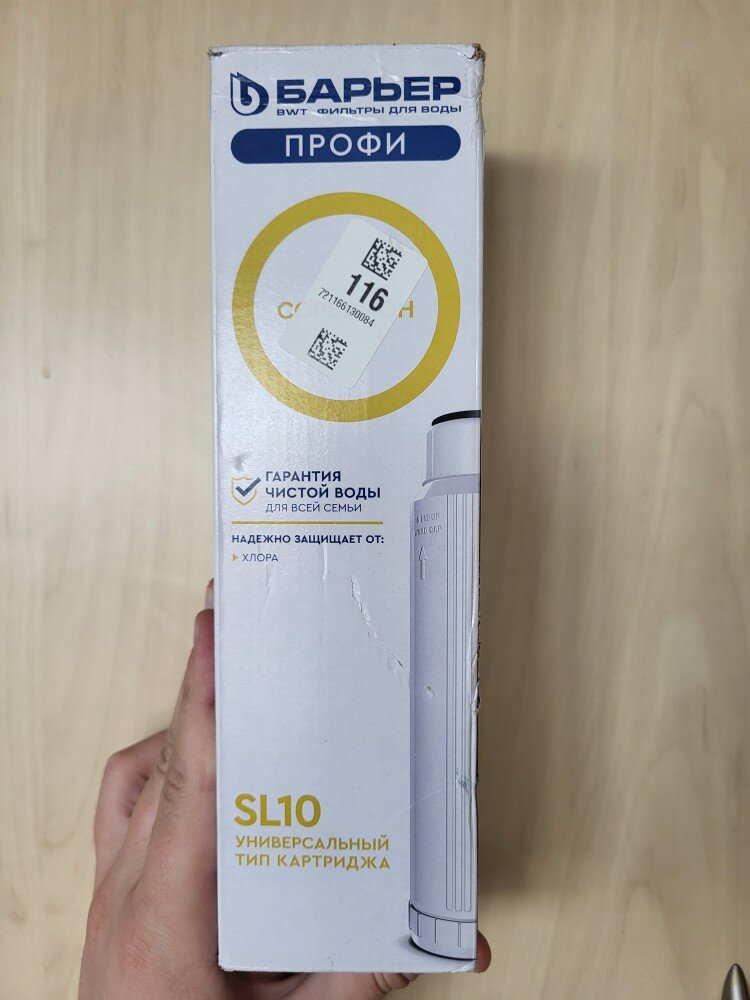 БАРЬЕР
BWT ФИЛЬТРЫ ДЛЯ ВОДЫ
ПРОФИ
116
721166130084
ГАРАНТИЯ
ЧИСТОЙ ВОДЫ
ДЛЯ ВСЕЙ СЕМЬИ
НАДЕЖНО ЗАЩИЩАЕТ ОТ:
ХЛОРА
SL10
УНИВЕРСАЛЬНЫЙ
ТИП КАРТРИДЖА